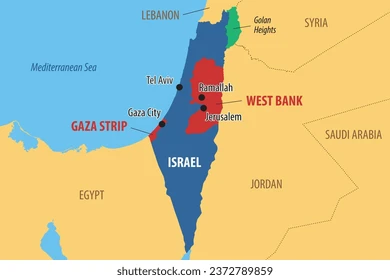 LEBANON
Golan
Heights
SYRIA
Mediterranean Sea
Tel Aviv
Ramallah
WEST BANK
Gaza City
Jerusalem
GAZA STRIP
SAUDI ARABIA
ISRAEL
JORDAN
EGYPT
shutterstock.com · 2372789859